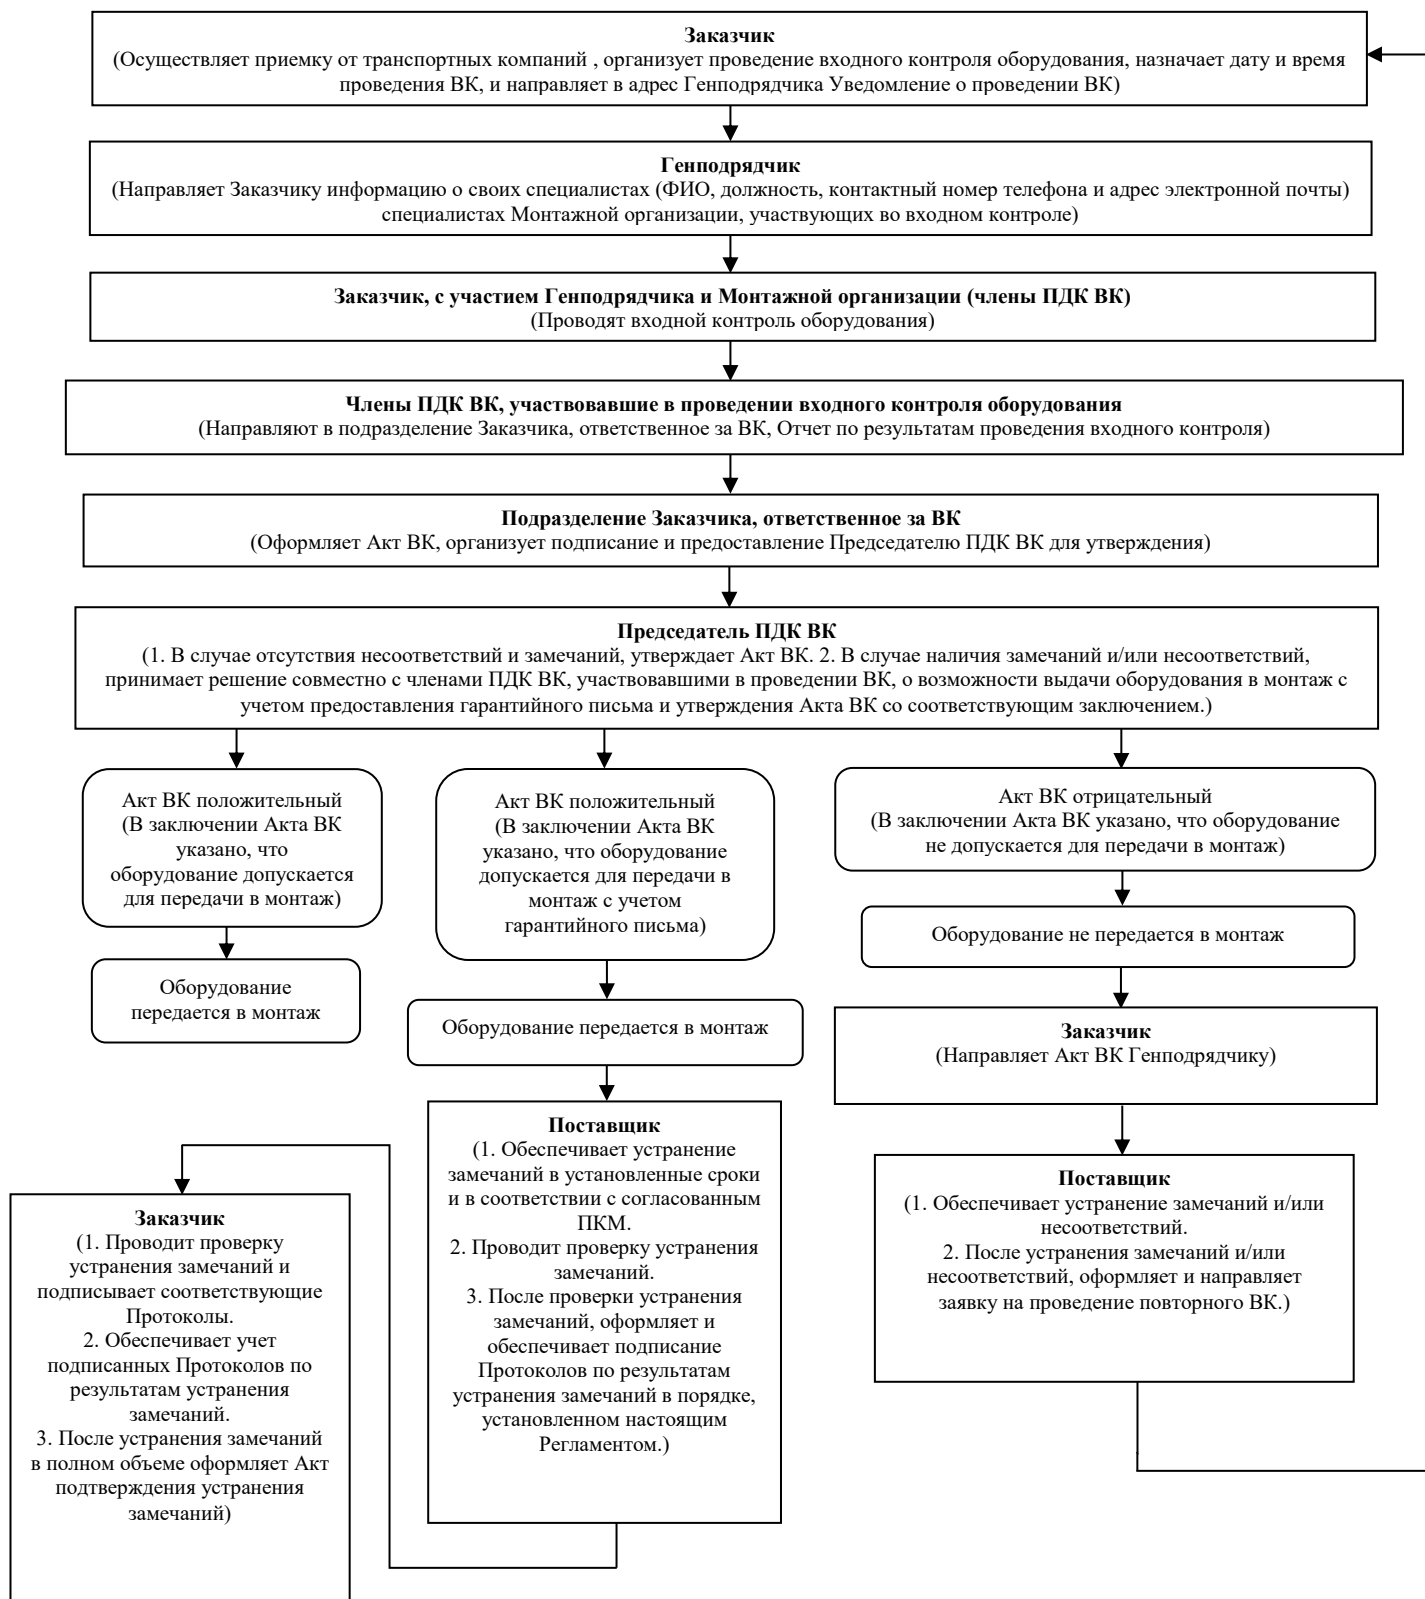 Заказчик
(Осуществляет приемку от транспортных компаний , организует проведение входного контроля оборудования, назначает дату и время
проведения ВК, и направляет в адрес Генподрядчика Уведомление о проведении ВК)
Генподрядчик
(Направляет Заказчику информацию о своих специалистах (ФИО, должность, контактный номер телефона и адрес электронной почты)
специалистах Монтажной организации, участвующих во входном контроле)
Заказчик, с участием Генподрядчика и Монтажной организации (члены ПДК ВК)
(Проводят входной контроль оборудования)
Члены ПДК ВК, участвовавшие в проведении входного контроля оборудования
(Направляют в подразделение Заказчика, ответственное за ВК, Отчет по результатам проведения входного контроля)
Подразделение Заказчика, ответственное за ВК
(Оформляет Акт ВК, организует подписание и предоставление Председателю ПДК ВК для утверждения)
Председатель ПДК ВК
(1. В случае отсутствия несоответствий и замечаний, утверждает Акт ВК. 2. В случае наличия замечаний и/или несоответствий,
принимает решение совместно с членами ПДК ВК, участвовавшими в проведении ВК, о возможности выдачи оборудования в монтаж с
учетом предоставления гарантийного письма и утверждения Акта ВК со соответствующим заключением.)
Акт ВК положительный
(В заключении Акта ВК
указано, что
оборудование допускается
для передачи в монтаж)
Оборудование
передается в монтаж
Акт ВК положительный
(В заключении Акта ВК
указано, что оборудование
допускается для передачи в
монтаж с учетом
гарантийного письма)
Оборудование передается в монтаж
Поставщик
(1. Обеспечивает устранение
замечаний в установленные сроки
и в соответствии с согласованным
ПКМ.
2. Проводит проверку устранения
замечаний.
3. После проверки устранения
замечаний, оформляет и
обеспечивает подписание
Протоколов по результатам
устранения замечаний в порядке,
установленном настоящим
Регламентом.)
Заказчик
(1. Проводит проверку
устранения замечаний и
подписывает соответствующие
Протоколы.
2. Обеспечивает учет
подписанных Протоколов по
результатам устранения
замечаний.
3. После устранения замечаний
в полном объеме оформляет Акт
подтверждения устранения
замечаний)
Акт ВК отрицательный
(В заключении Акта ВК указано, что оборудование
не допускается для передачи в монтаж)
Оборудование не передается в монтаж
Заказчик
(Направляет Акт ВК Генподрядчику)
Поставщик
(1. Обеспечивает устранение замечаний и/или
несоответствий.
2. После устранения замечаний и/или
несоответствий, оформляет и направляет
заявку на проведение повторного ВК.)